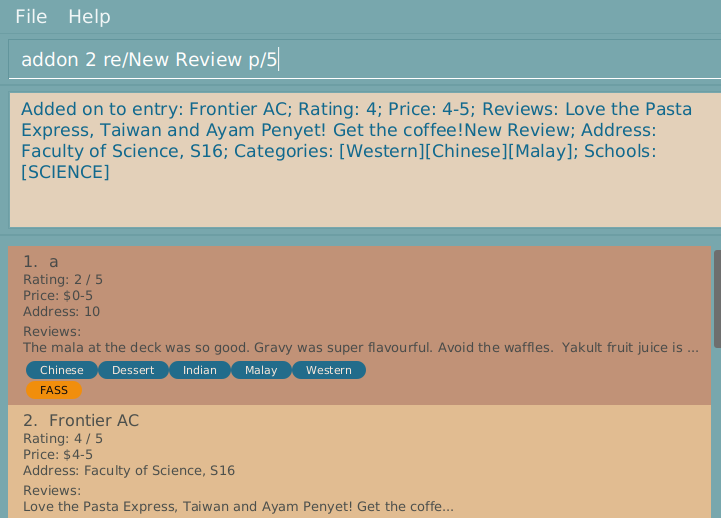 File Help
addon 2 re/New Review p/5
Added on to entry: Frontier AC; Rating: 4; Price: 4-5; Reviews: Love the Pasta
Express, Taiwan and Ayam Penyet! Get the coffee!New Review; Address:
Faculty of Science, S16; Categories: [Western][Chinese][Malay]; Schools:
[SCIENCE]
1. a
Rating: 2 / 5
Price: $0-5
Address: 10
Reviews:
The mala at the deck was so good. Gravy was super flavourful. Avoid the waffles. Yakult fruit juice is ...
Chinese Dessert Indian Malay Western
FASS
2. Frontier AC
Rating: 4 / 5
Price: $4-5
Address: Faculty of Science, S16
Reviews:
Love the Pasta Express, Taiwan and Ayam Penyet! Get the coffe...